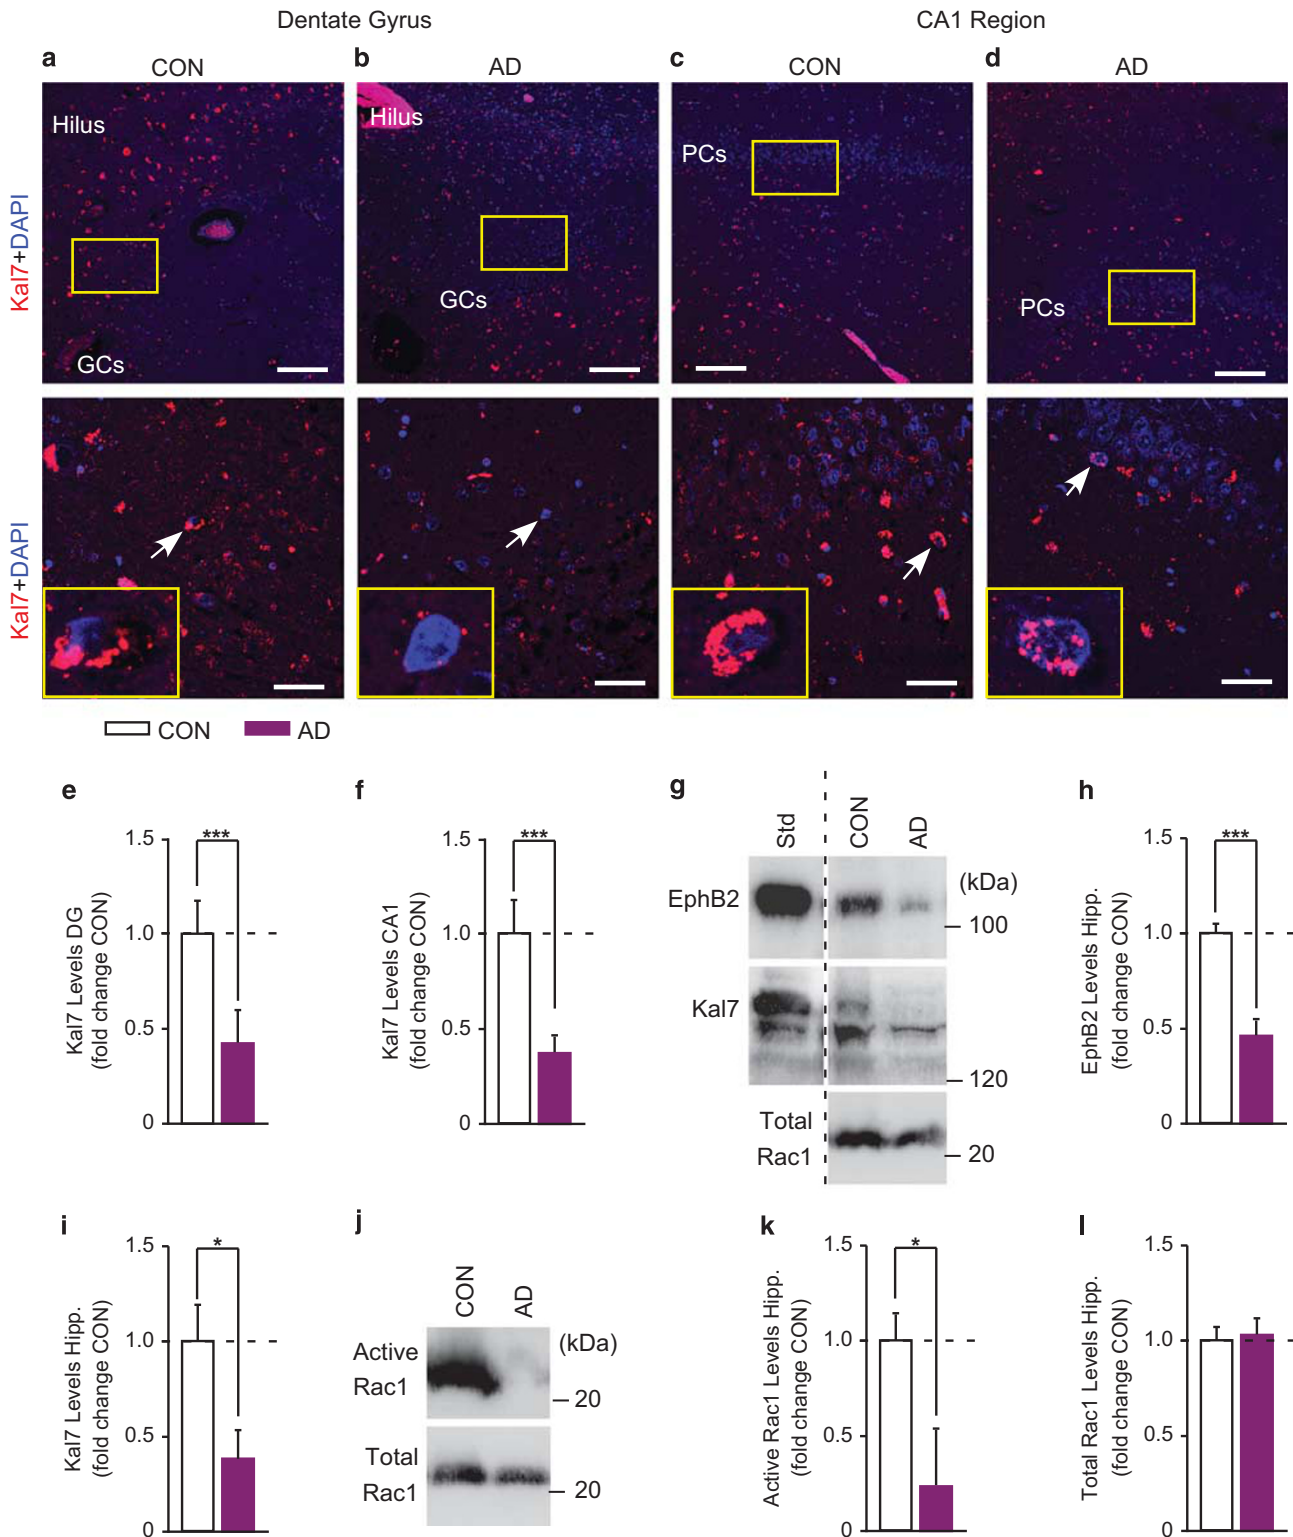 Dentate Gyrus
CA1 Region
a
b
c
d
CON
AD
CON
AD
Kal7+DAPI
Hilus
GCs
Hilus
GCs
PCs
PCs
Kal7+DAPI
CON
AD
e
1.5
1.0
0.5
0
Kal7 Levels DG
(fold change CON)
***
f
1.5
1.0
0.5
0
Kal7 Levels CA1
(fold change CON)
***
g
Std
CON
AD
(kDa)
EphB2
100
Kal7
120
Total
Rac1
20
h
1.5
1.0
0.5
0
EphB2 Levels Hipp.
(fold change CON)
***
i
1.5
1.0
0.5
0
Kal7 Levels Hipp.
(fold change CON)
*
j
CON
AD
(kDa)
Active
Rac1
20
Total
Rac1
20
k
1.5
1.0
0.5
0
Active Rac1 Levels Hipp.
(fold change CON)
*
l
1.5
1.0
0.5
0
Total Rac1 Levels Hipp.
(fold change CON)